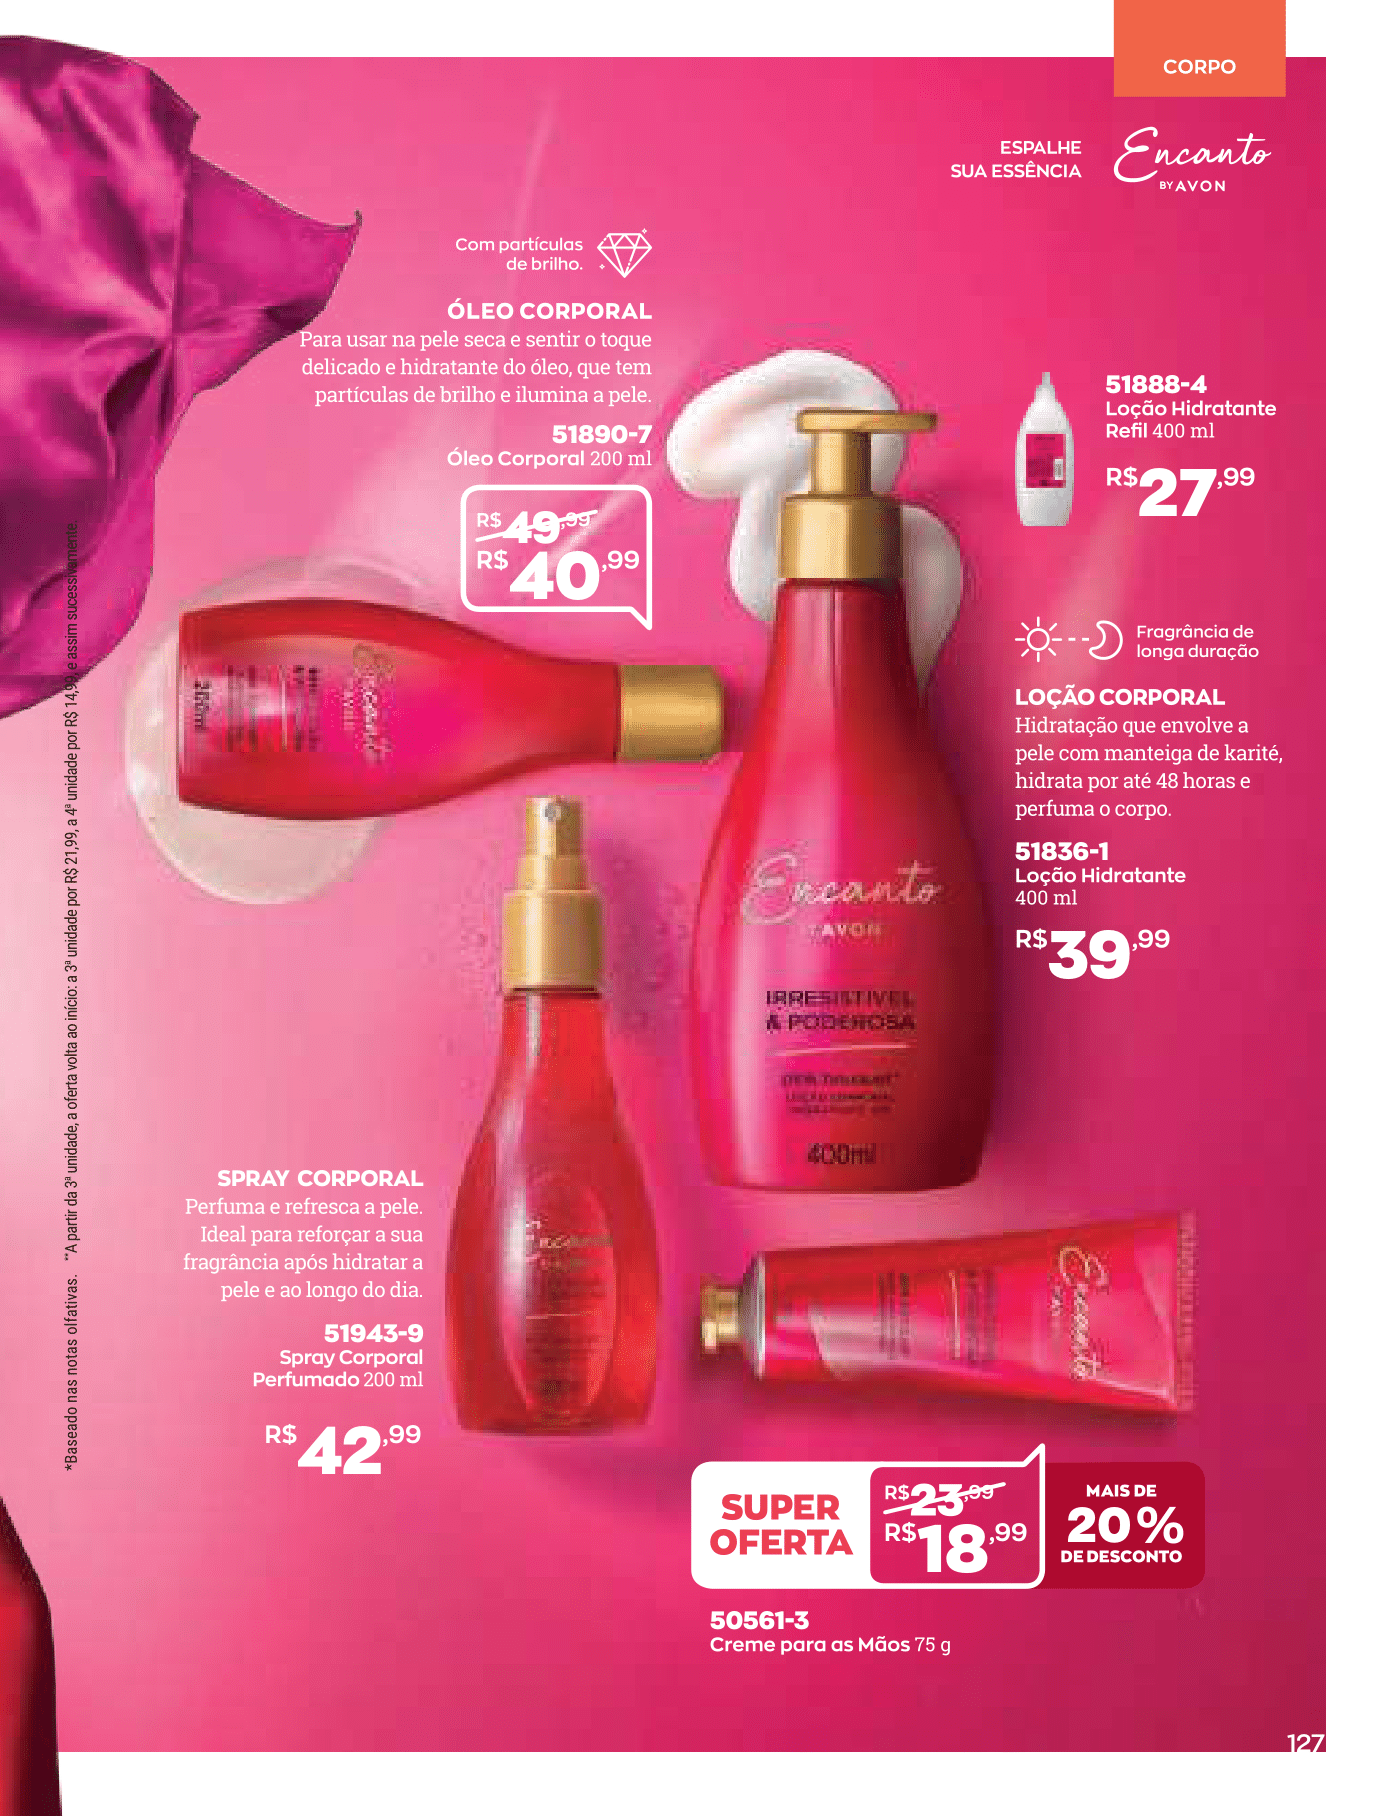 CORPO
ESPALHE
SUA ESSÊNCIA
Encanto
BY AVON
Com partículas
de brilho.
ÓLEO CORPORAL
Para usar na pele seca e sentir o toque
delicado e hidratante do óleo, que tem
partículas de brilho e ilumina a pele.
51890-7
Óleo Corporal 200 ml
R$ 49,99
R$ 40,99
51888-4
Loção Hidratante
Refil 400 ml
R$ 27,99
Fragrância de
longa duração
LOÇÃO CORPORAL
Hidratação que envolve a
pele com manteiga de karité,
hidrata por até 48 horas e
perfuma o corpo.
51836-1
Loção Hidratante
400 ml
R$ 39,99
Encanto
Encanto
AVON
IRRESISTIVEL
& PODEROSA
400ml
SPRAY CORPORAL
Perfuma e refresca a pele.
Ideal para reforçar a sua
fragrância após hidratar a
pele e ao longo do dia.
51943-9
Spray Corporal
Perfumado 200 ml
R$ 42,99
Encanto
Encanto
SUPER
OFERTA
R$ 23,99
R$ 18,99
MAIS DE
20%
DE DESCONTO
50561-3
Creme para as Mãos 75 g
*Baseado nas notas olfativas. **A partir da 3ª unidade, a oferta volta ao início: a 3ª unidade por R$ 21,99, a 4ª unidade por R$ 14,99, e assim sucessivamente.
127